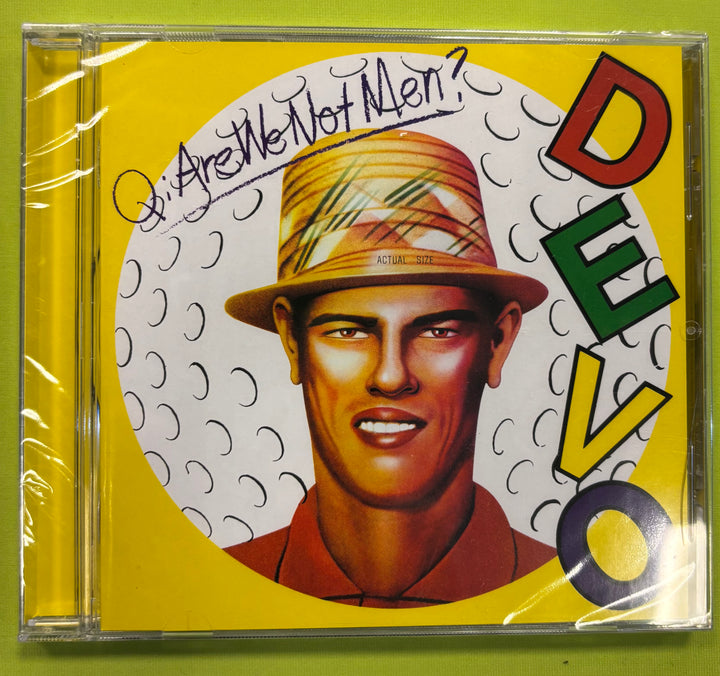 Q: Are We Not Men?
DEVO
ACTUAL SIZE